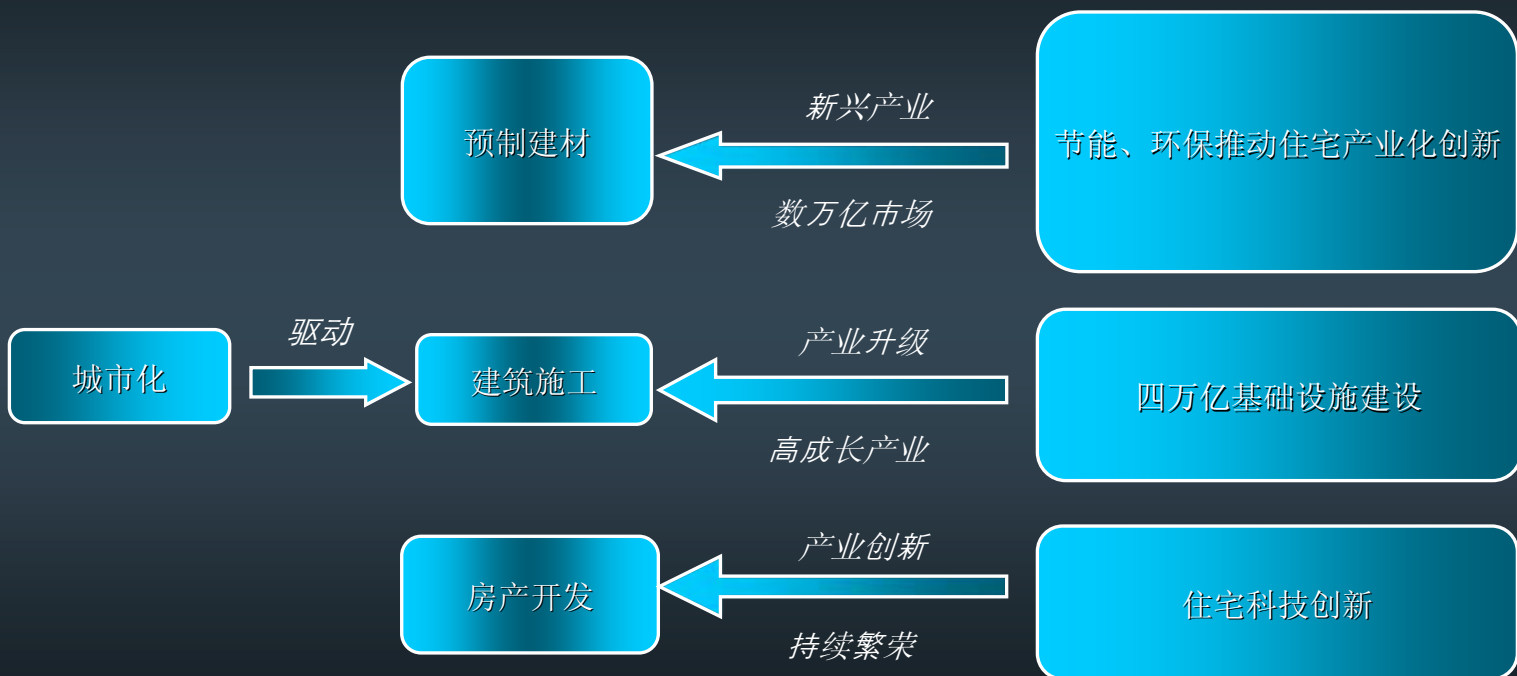 新兴产业
预制建材
节能、环保推动住宅产业化创新
数万亿市场
驱动
产业升级
城市化
建筑施工
四万亿基础设施建设
高成长产业
产业创新
房产开发
住宅科技创新
持续繁荣